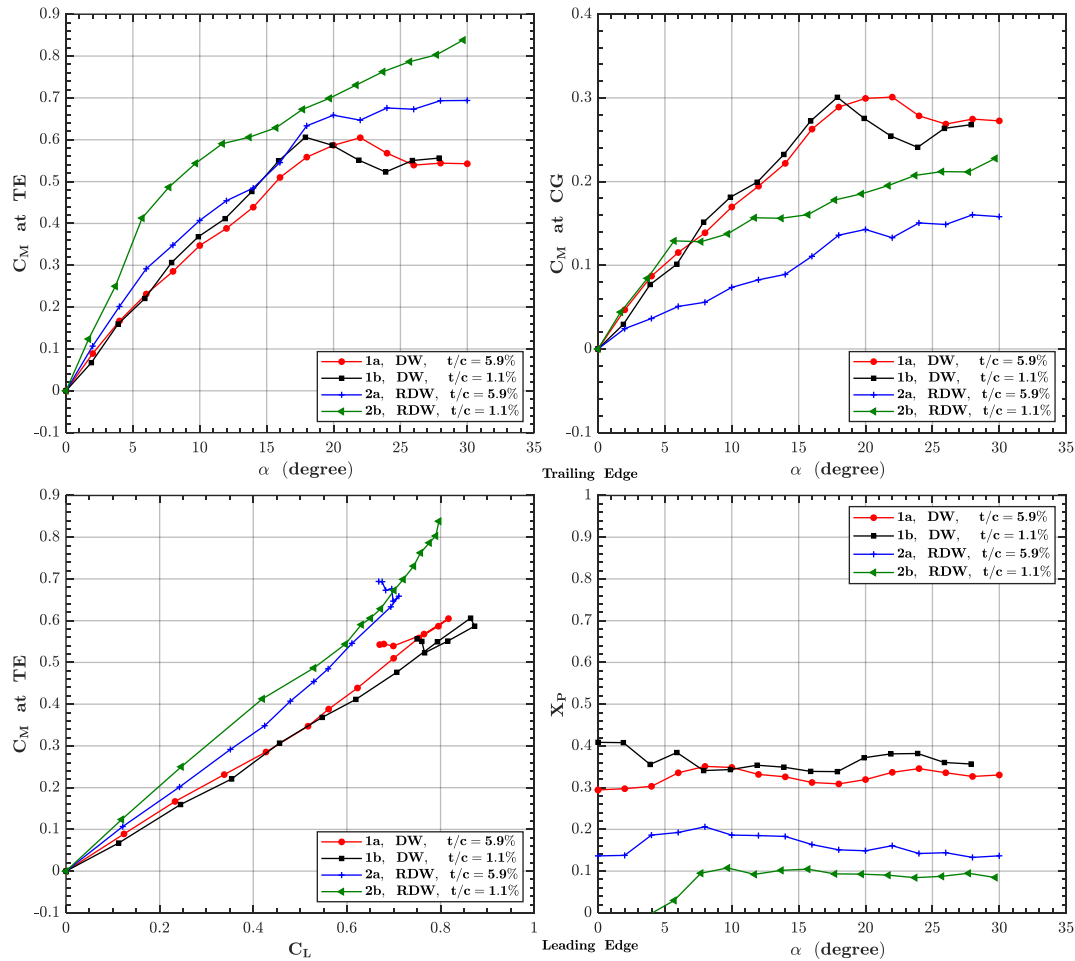 0.9
0.8
0.7
0.6
0.5
0.4
0.3
0.2
0.1
0
-0.1
C_M at TE
0 5 10 15 20 25 30 35
α (degree)
1a, DW, t/c = 5.9%
1b, DW, t/c = 1.1%
2a, RDW, t/c = 5.9%
2b, RDW, t/c = 1.1%
0.4
0.3
0.2
0.1
0
-0.1
C_M at CG
0 5 10 15 20 25 30 35
α (degree)
1a, DW, t/c = 5.9%
1b, DW, t/c = 1.1%
2a, RDW, t/c = 5.9%
2b, RDW, t/c = 1.1%
Trailing Edge
0.9
0.8
0.7
0.6
0.5
0.4
0.3
0.2
0.1
0
-0.1
C_M at TE
0 0.2 0.4 0.6 0.8 1
C_L
1a, DW, t/c = 5.9%
1b, DW, t/c = 1.1%
2a, RDW, t/c = 5.9%
2b, RDW, t/c = 1.1%
1
0.9
0.8
0.7
0.6
0.5
0.4
0.3
0.2
0.1
0
X_P
0 5 10 15 20 25 30 35
α (degree)
1a, DW, t/c = 5.9%
1b, DW, t/c = 1.1%
2a, RDW, t/c = 5.9%
2b, RDW, t/c = 1.1%
Leading Edge